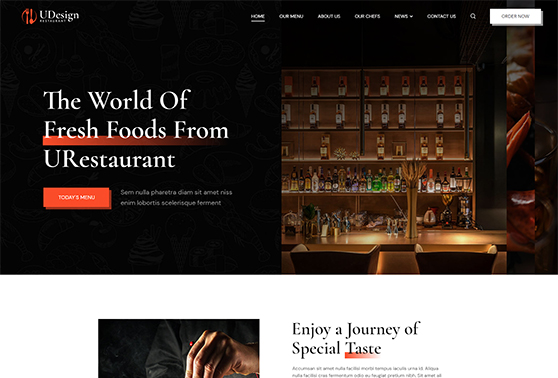 UDesign
RESTAURANT
HOME
OUR MENU
ABOUT US
OUR CHEFS
NEWS
CONTACT US
ORDER NOW
The World Of
Fresh Foods From
URestaurant
TODAY'S MENU
Sem nulla pharetra diam sit amet niss
enim lobortis scelerisque ferment
Enjoy a Journey of
Special Taste
Accumsan sit amet nulla facilisi morbi tempus iaculis urna id. Aliqua
nulla facilisi cras fermentum odio eu feugiat pretium nibh. Sit amet all